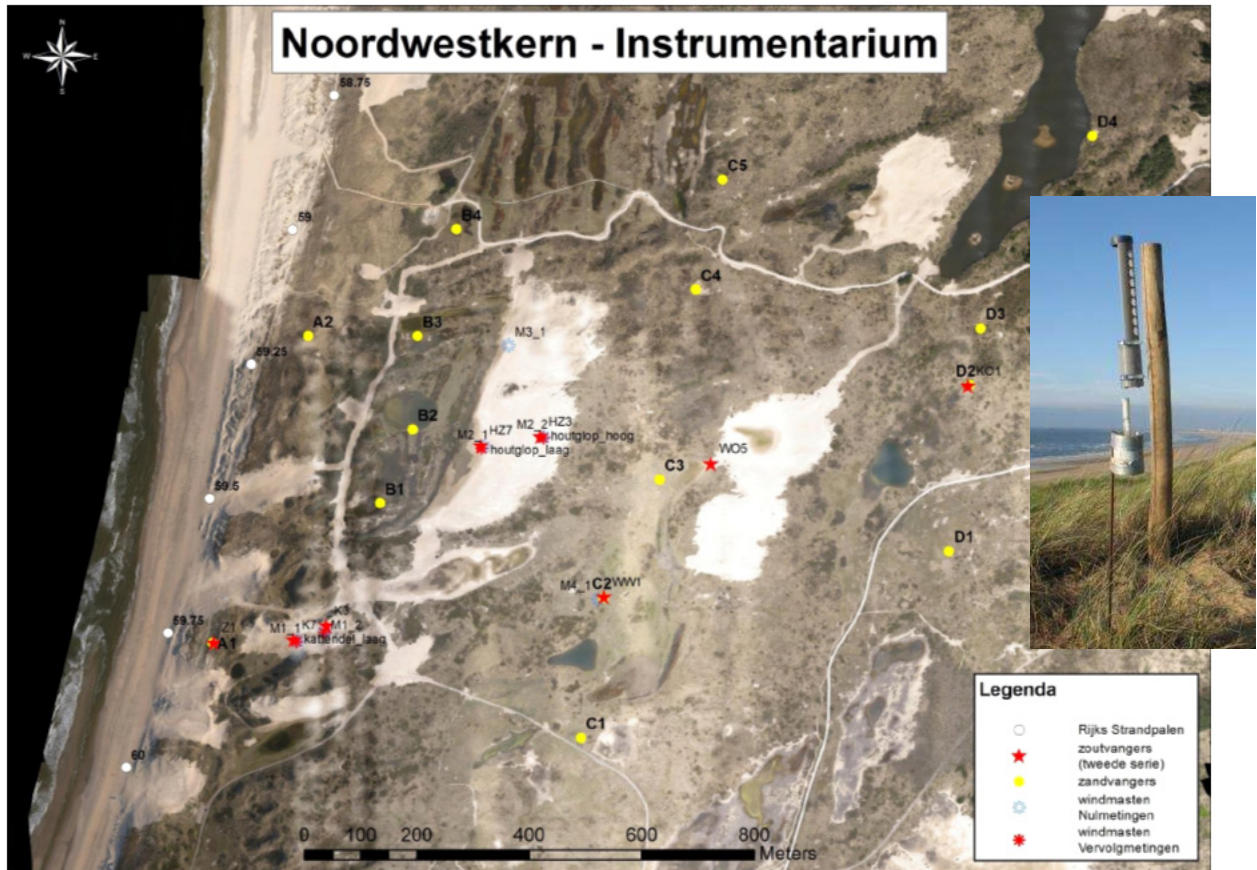 Noordwestkern - Instrumentarium
N
W E
S
58.75
D4
C5
59
B4
C4
A2
B3
M3_1
D3
59.25
D2 KO1
B2
M2_1 HZ7
M2_2 HZ3
houtglop_hoog
houtglop_laag
WO5
C3
59.5
B1
D1
M4_1 C2 WW1
59.75
Z1
A1
K3
M1_1 K7 M1_2
kattendel_laag
C1
60
Legenda
Rijks Strandpalen
zoutvangers
(tweede serie)
zandvangers
windmasten
Nulmetingen
windmasten
Vervolgmetingen
0 100 200 400 600 800
Meters